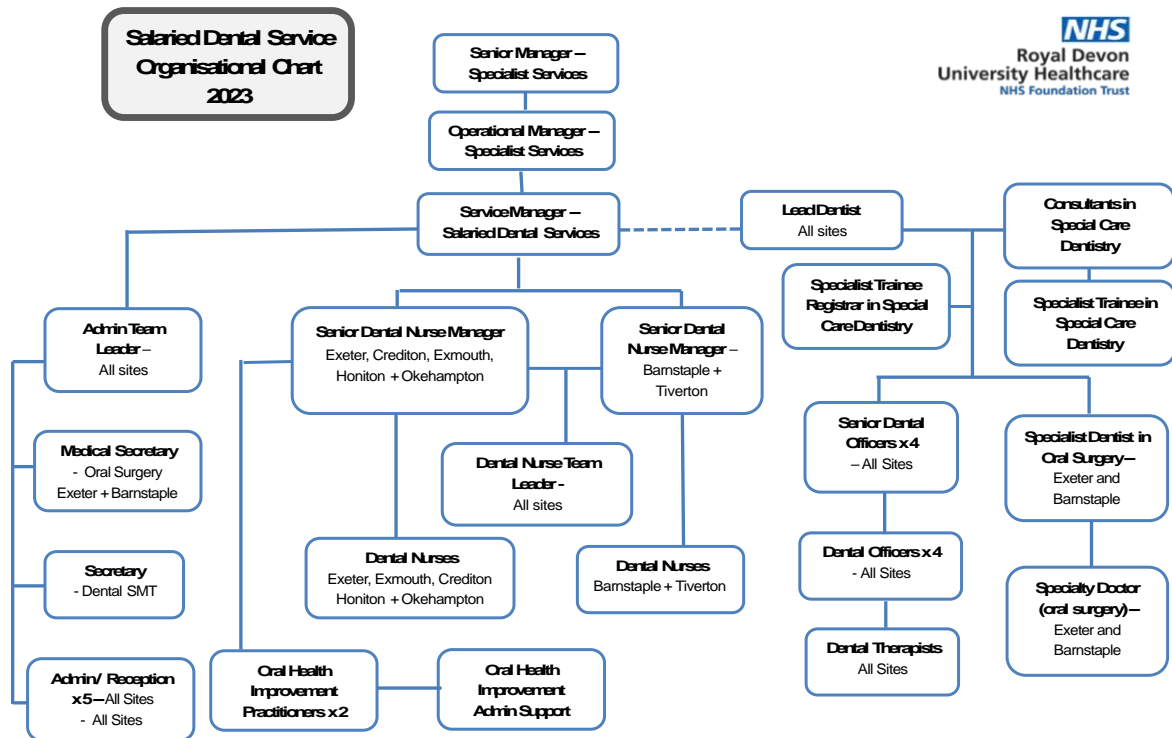 Salaried Dental Service
Organisational Chart
2023
NHS
Royal Devon
University Healthcare
NHS Foundation Trust
Senior Manager –
Specialist Services
Operational Manager –
Specialist Services
Service Manager –
Salaried Dental Services
Lead Dentist
All sites
Consultants in
Special Care
Dentistry
Specialist Trainee
Registrar in Special
Care Dentistry
Specialist Trainee in
Special Care
Dentistry
Admin Team
Leader –
All sites
Senior Dental Nurse Manager
Exeter, Crediton, Exmouth,
Honiton + Okehampton
Senior Dental
Nurse Manager –
Barnstaple +
Tiverton
Medical Secretary
- Oral Surgery
Exeter + Barnstaple
Dental Nurse Team
Leader -
All sites
Senior Dental
Officers x 4
– All Sites
Specialist Dentist in
Oral Surgery –
Exeter and
Barnstaple
Secretary
- Dental SMT
Dental Nurses
Exeter, Exmouth, Crediton
Honiton + Okehampton
Dental Nurses
Barnstaple + Tiverton
Dental Officers x 4
- All Sites
Specialty Doctor
(oral surgery) –
Exeter and
Barnstaple
Dental Therapists
All Sites
Admin/ Reception
x5 – All Sites
- All Sites
Oral Health
Improvement
Practitioners x 2
Oral Health
Improvement
Admin Support